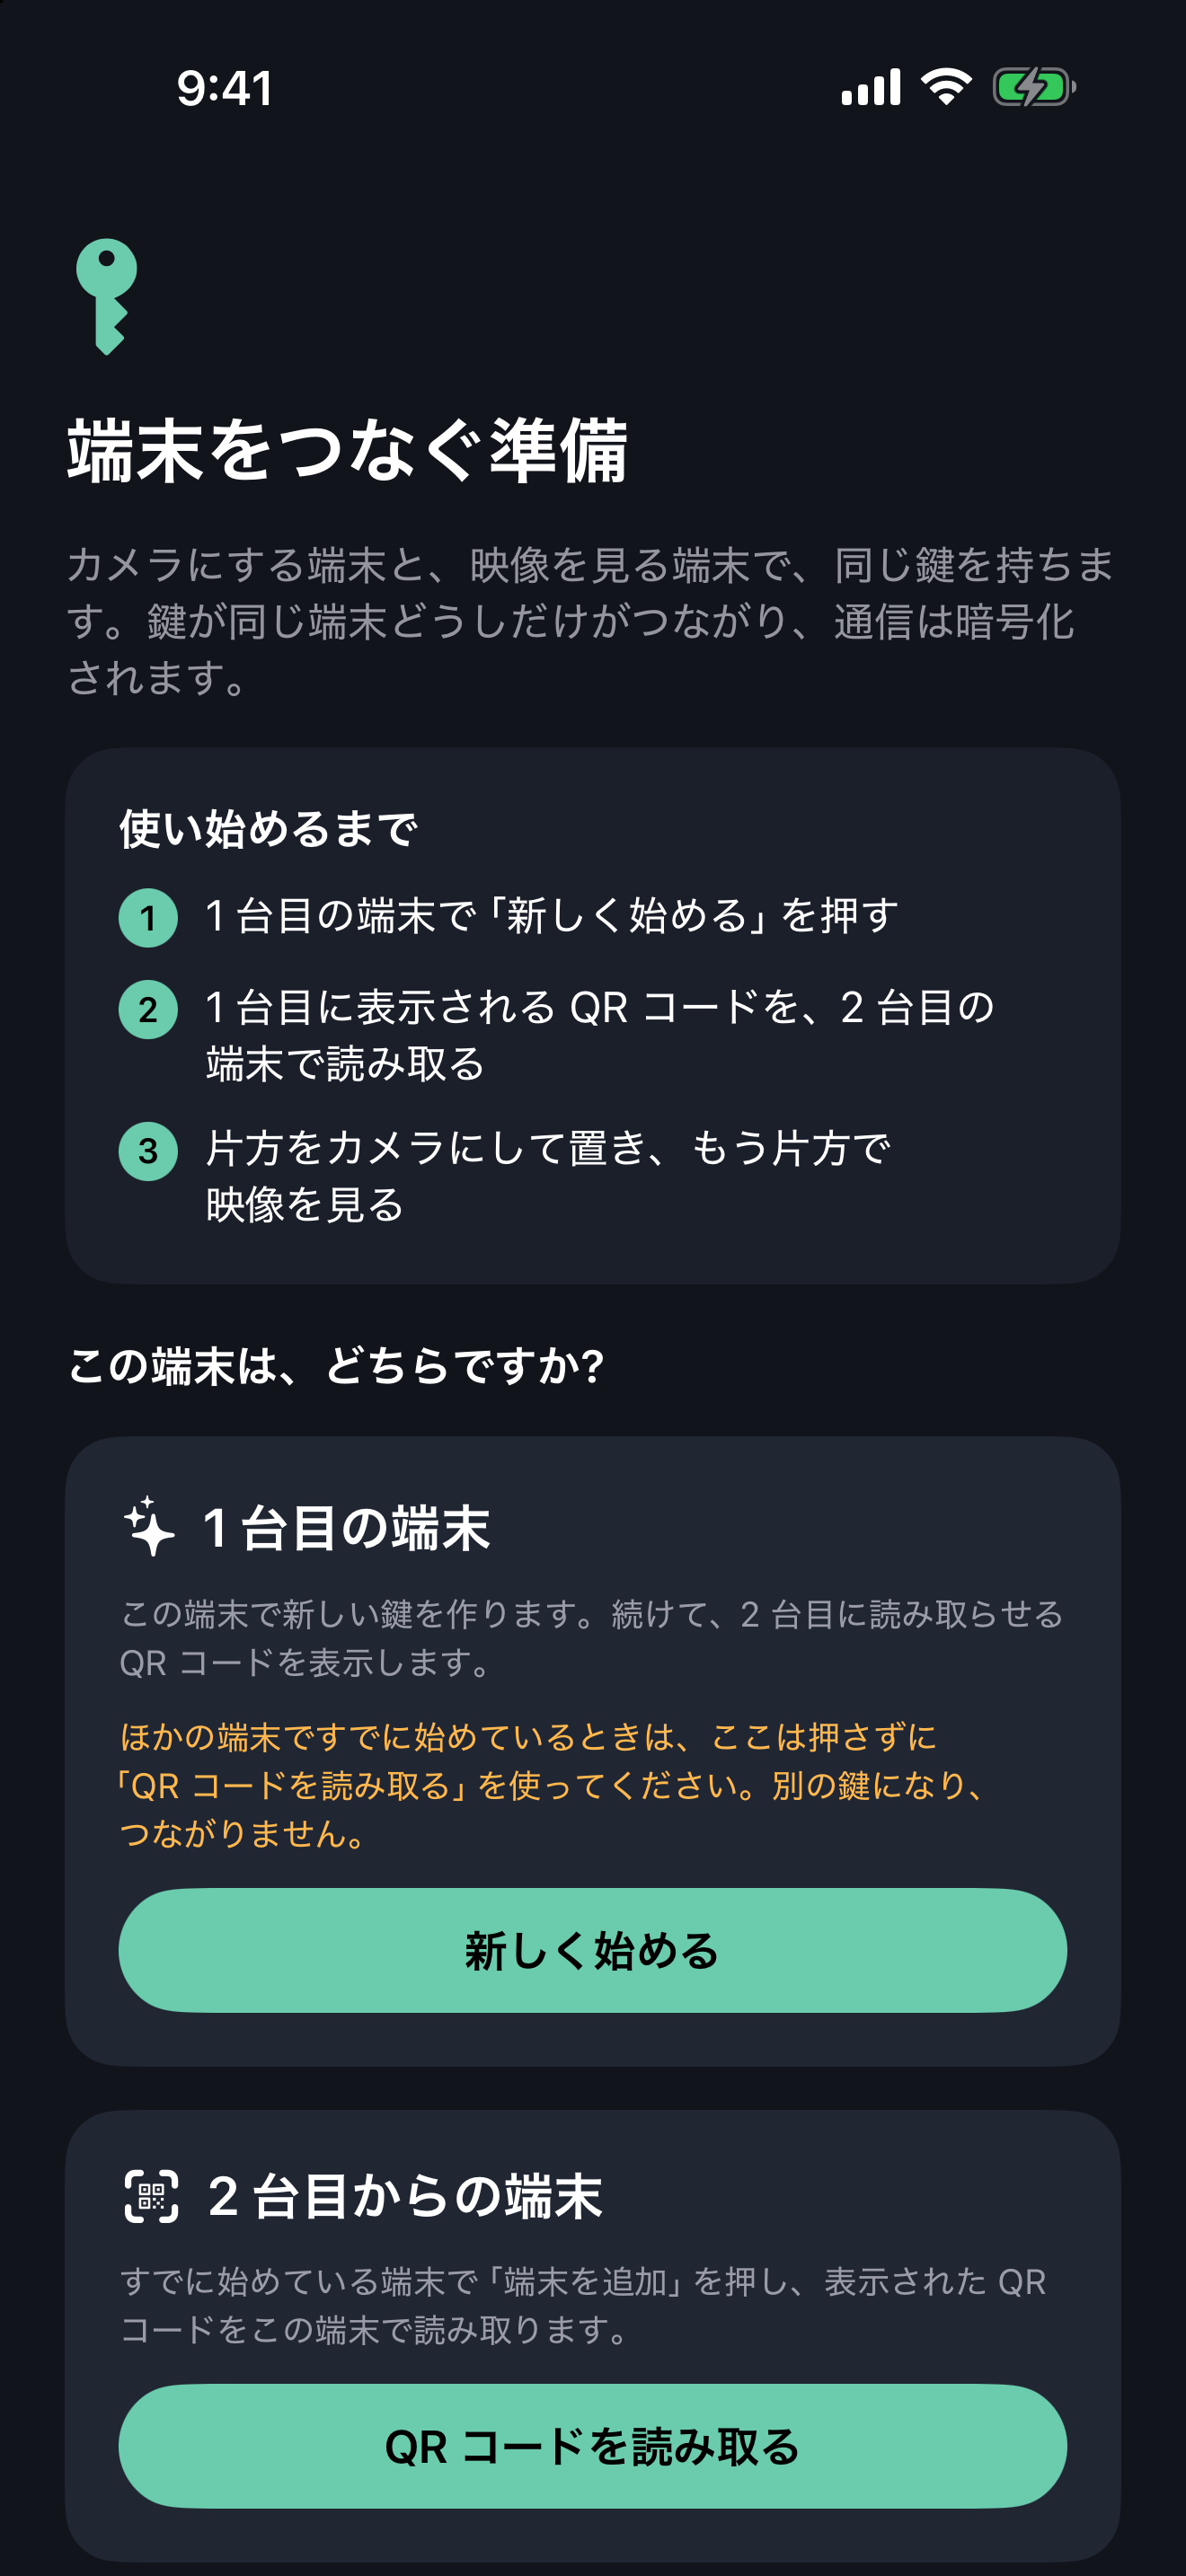 9:41
端末をつなぐ準備
カメラにする端末と、映像を見る端末で、同じ鍵を持ちま
す。鍵が同じ端末どうしだけがつながり、通信は暗号化
されます。
使い始めるまで
1 1 台目の端末で「新しく始める」を押す
2 1 台目に表示される QR コードを、2 台目の
端末で読み取る
3 片方をカメラにして置き、もう片方で
映像を見る
この端末は、どちらですか?
1 台目の端末
この端末で新しい鍵を作ります。続けて、2 台目に読み取らせる
QR コードを表示します。
ほかの端末ですでに始めているときは、ここは押さずに
「QR コードを読み取る」を使ってください。別の鍵になり、
つながりません。
新しく始める
2 台目からの端末
すでに始めている端末で「端末を追加」を押し、表示された QR
コードをこの端末で読み取ります。
QR コードを読み取る